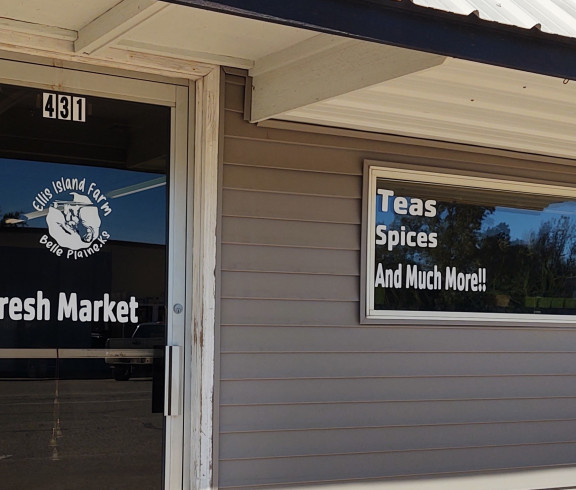 431
Ellis Island Farm
Belle Plaine, KS
resh Market
Teas
Spices
And Much More!!